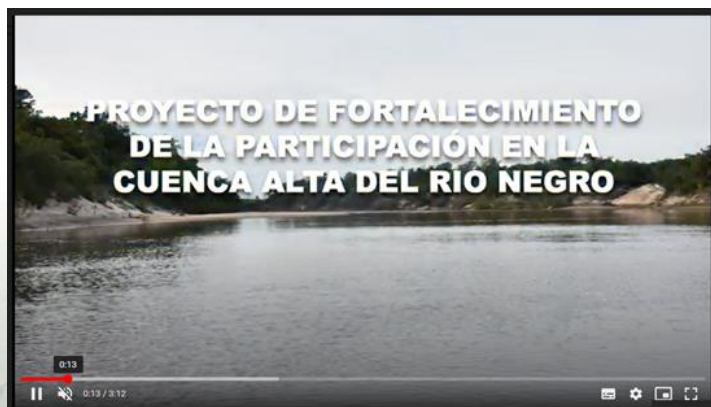 PROYECTO DE FORTALECIMIENTO
DE LA PARTICIPACIÓN EN LA
CUENCA ALTA DEL RIO NEGRO
0:13
0:13 / 3:12